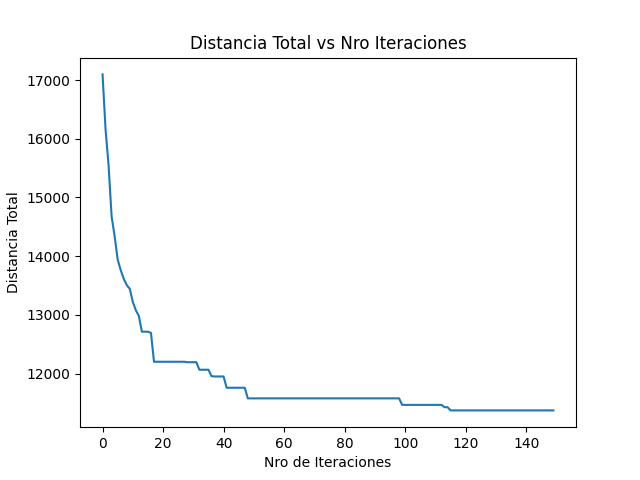 Distancia Total vs Nro Iteraciones
17000
16000
15000
14000
13000
12000
Distancia Total
0 20 40 60 80 100 120 140
Nro de Iteraciones